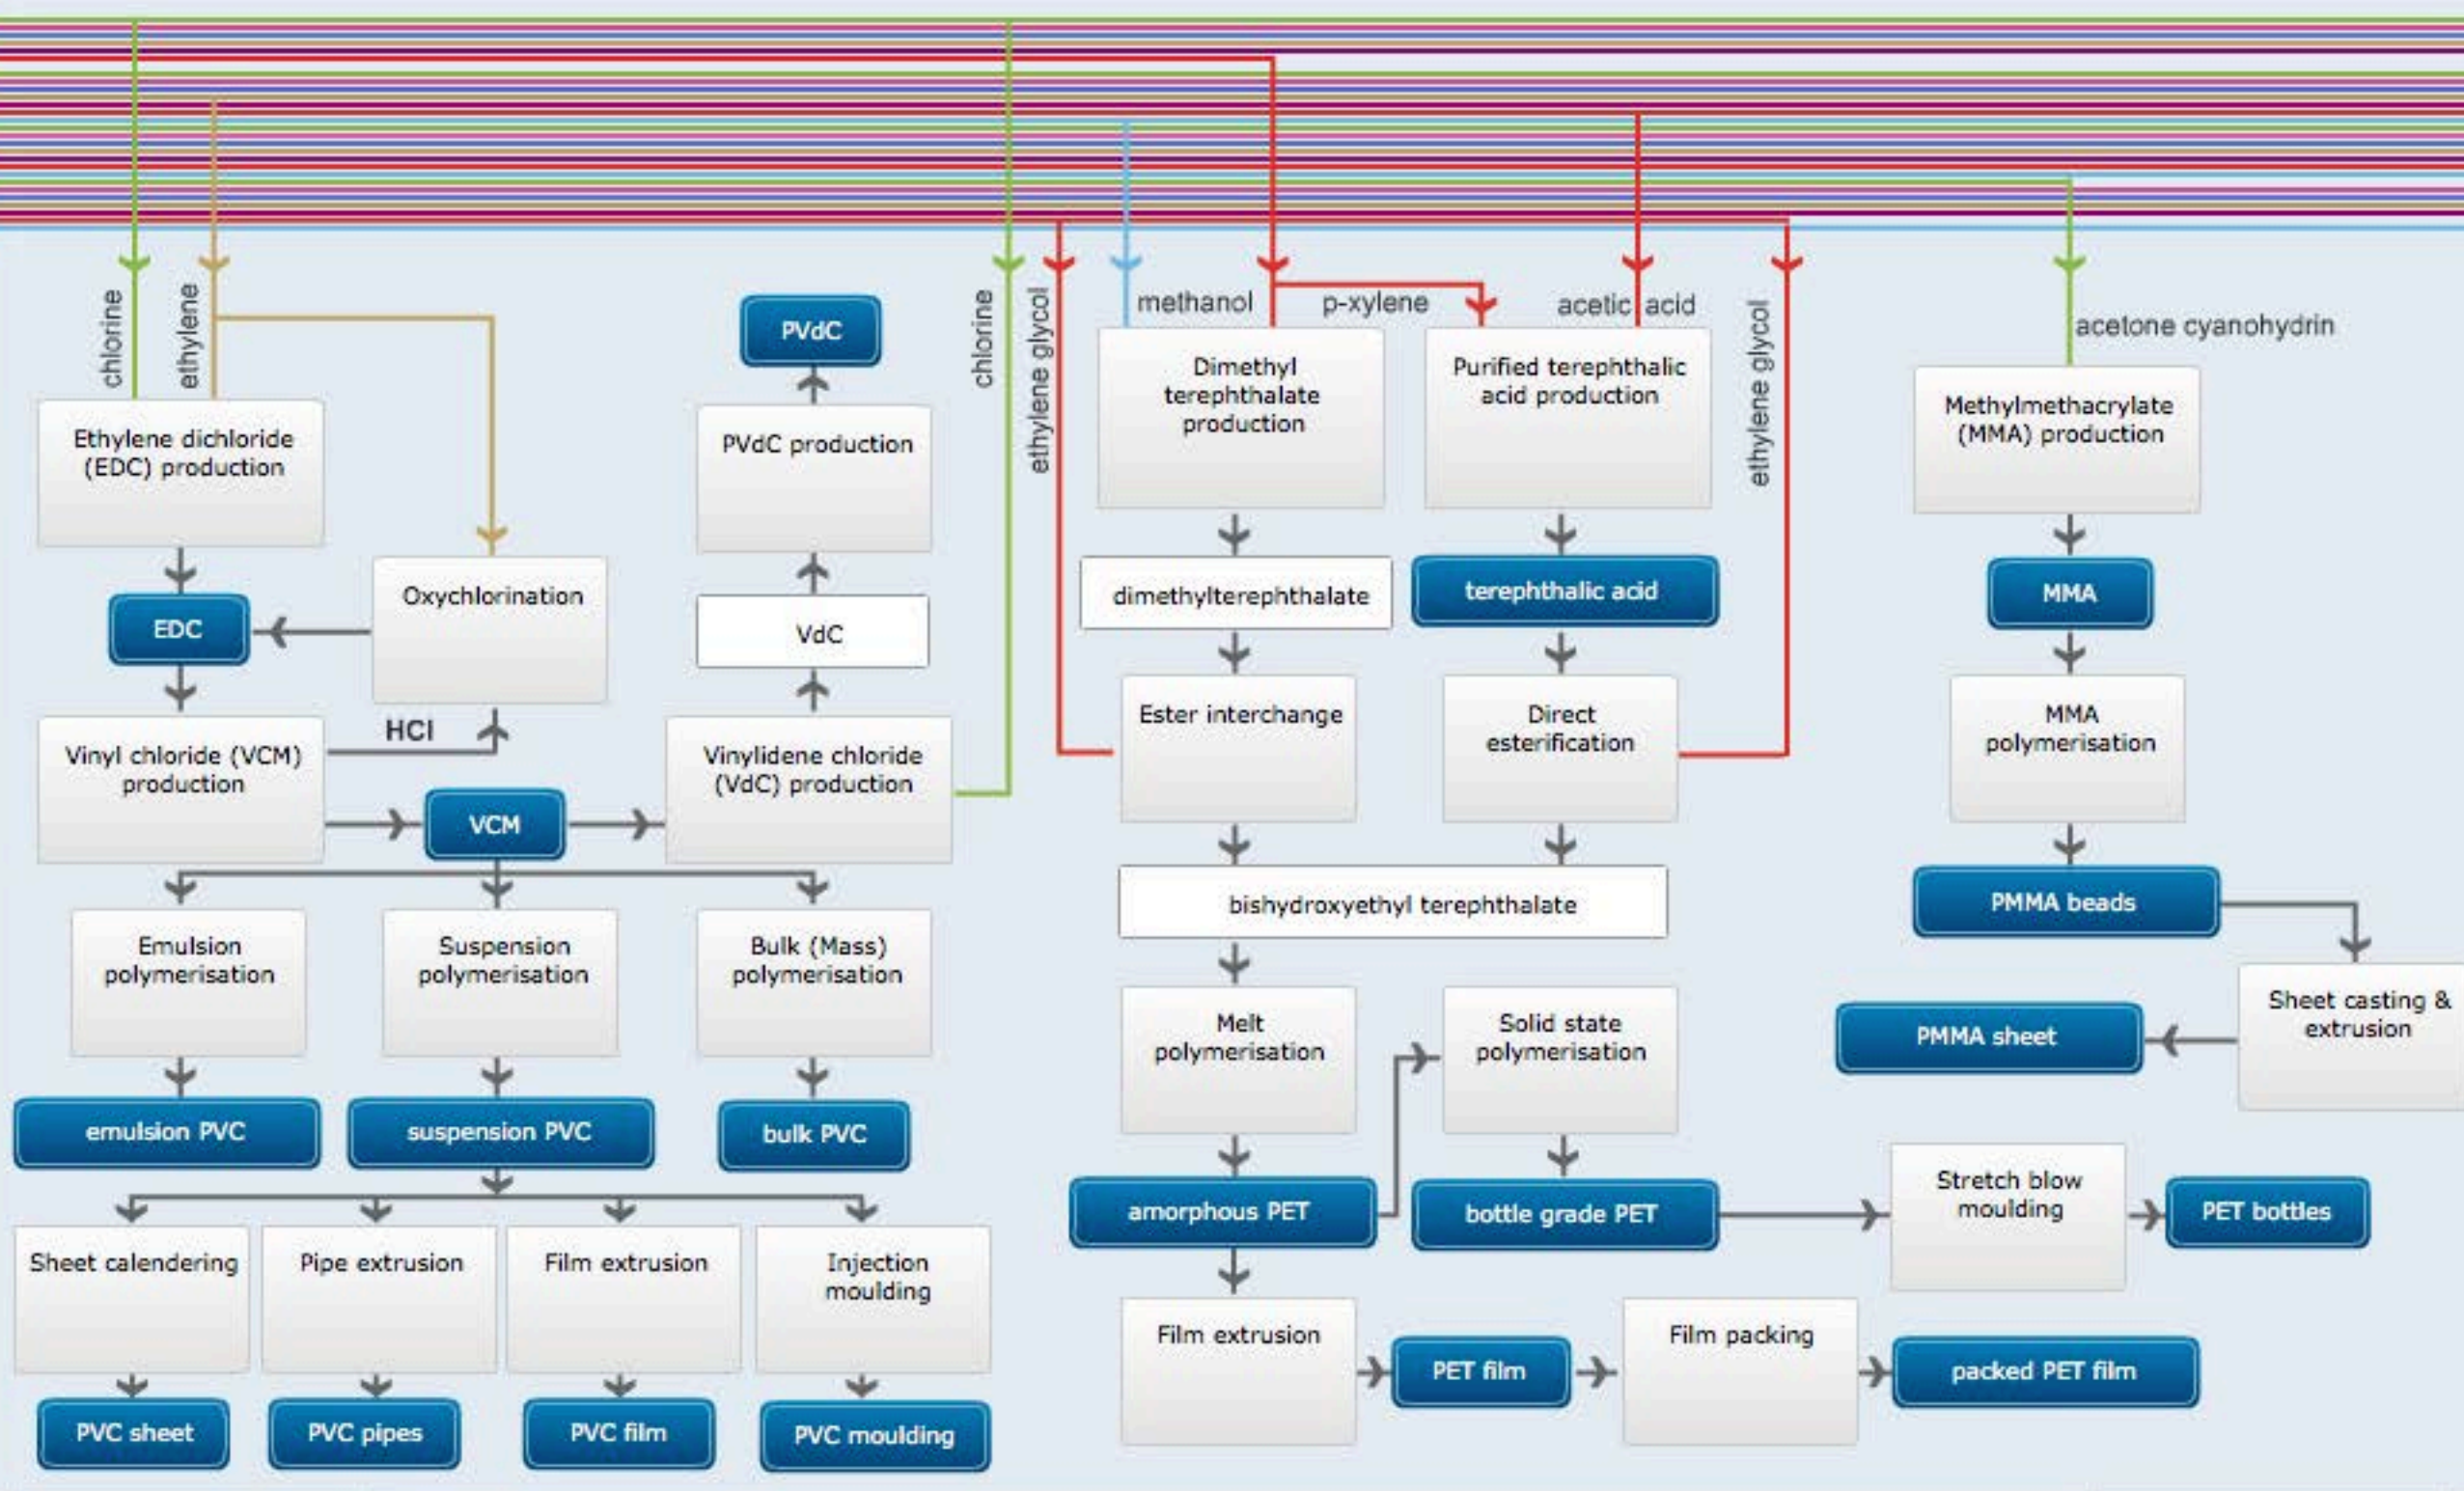 chlorine
ethylene
chlorine
ethylene glycol
methanol
p-xylene
acetic acid
ethylene glycol
acetone cyanohydrin
PVdC
Dimethyl
terephthalate
production
Purified terephthalic
acid production
Methylmethacrylate
(MMA) production
Ethylene dichloride
(EDC) production
PVdC production
Oxychlorination
EDC
VdC
dimethylterephthalate
terephthalic acid
MMA
HCl
Vinyl chloride (VCM)
production
VCM
Vinylidene chloride
(VdC) production
Ester interchange
Direct
esterification
MMA
polymerisation
bishydroxyethyl terephthalate
PMMA beads
Emulsion
polymerisation
Suspension
polymerisation
Bulk (Mass)
polymerisation
Melt
polymerisation
Solid state
polymerisation
PMMA sheet
Sheet casting &
extrusion
emulsion PVC
suspension PVC
bulk PVC
amorphous PET
bottle grade PET
Stretch blow
moulding
PET bottles
Sheet calendering
Pipe extrusion
Film extrusion
Injection
moulding
Film extrusion
PET film
Film packing
packed PET film
PVC sheet
PVC pipes
PVC film
PVC moulding